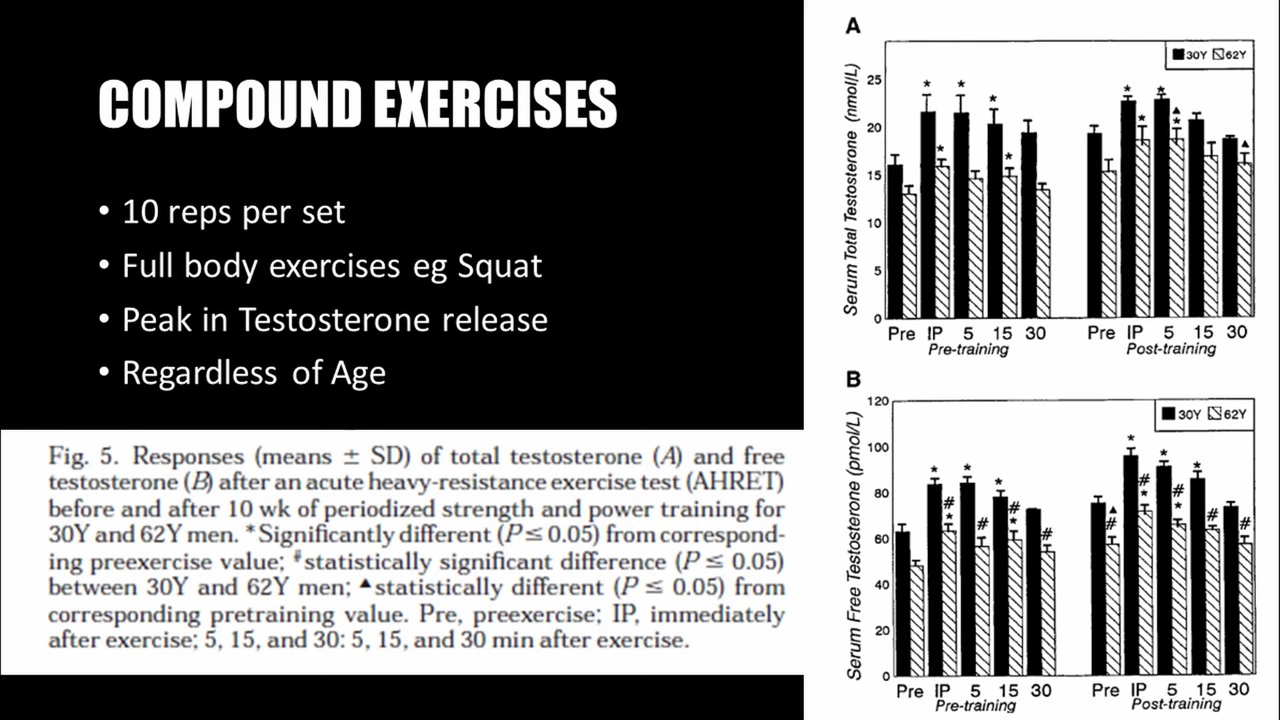 COMPOUND EXERCISES
• 10 reps per set
• Full body exercises eg Squat
• Peak in Testosterone release
• Regardless of Age
Fig. 5. Responses (means ± SD) of total testosterone (A) and free
testosterone (B) after an acute heavy-resistance exercise test (AHRET)
before and after 10 wk of periodized strength and power training for
30Y and 62Y men. *Significantly different (P ≤ 0.05) from correspond-
ing preexercise value; #statistically significant difference (P ≤ 0.05)
between 30Y and 62Y men; ▲statistically different (P ≤ 0.05) from
corresponding pretraining value. Pre, preexercise; IP, immediately
after exercise; 5, 15, and 30: 5, 15, and 30 min after exercise.
A
30Y 62Y
Serum Total Testosterone (nmol/L)
25
20
15
10
5
0
Pre IP 5 15 30 Pre IP 5 15 30
Pre-training Post-training
B
30Y 62Y
Serum Free Testosterone (pmol/L)
120
100
80
60
40
20
0
Pre IP 5 15 30 Pre IP 5 15 30
Pre-training Post-training